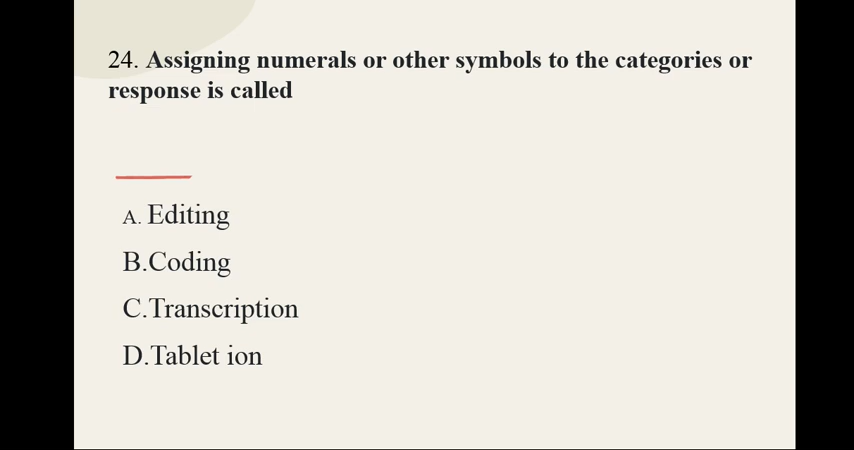 24. Assigning numerals or other symbols to the categories or
response is called
A. Editing
B.Coding
C.Transcription
D.Tablet ion